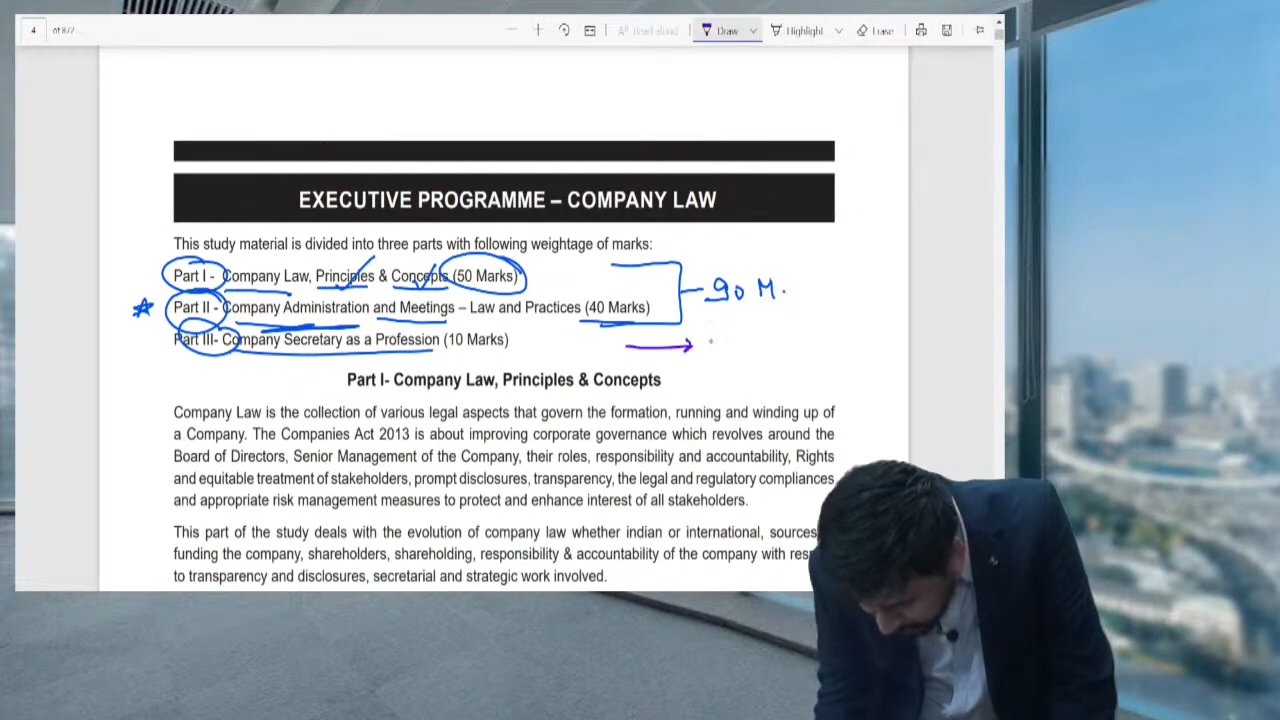 4 of 872
Draw Highlight Erase
EXECUTIVE PROGRAMME – COMPANY LAW
This study material is divided into three parts with following weightage of marks:
Part I - Company Law, Principles & Concepts (50 Marks)
Part II - Company Administration and Meetings – Law and Practices (40 Marks)
90 M.
Part III- Company Secretary as a Profession (10 Marks)
Part I- Company Law, Principles & Concepts
Company Law is the collection of various legal aspects that govern the formation, running and winding up of
a Company. The Companies Act 2013 is about improving corporate governance which revolves around the
Board of Directors, Senior Management of the Company, their roles, responsibility and accountability, Rights
and equitable treatment of stakeholders, prompt disclosures, transparency, the legal and regulatory compliances
and appropriate risk management measures to protect and enhance interest of all stakeholders.
This part of the study deals with the evolution of company law whether indian or international, sources
funding the company, shareholders, shareholding, responsibility & accountability of the company with
to transparency and disclosures, secretarial and strategic work involved.